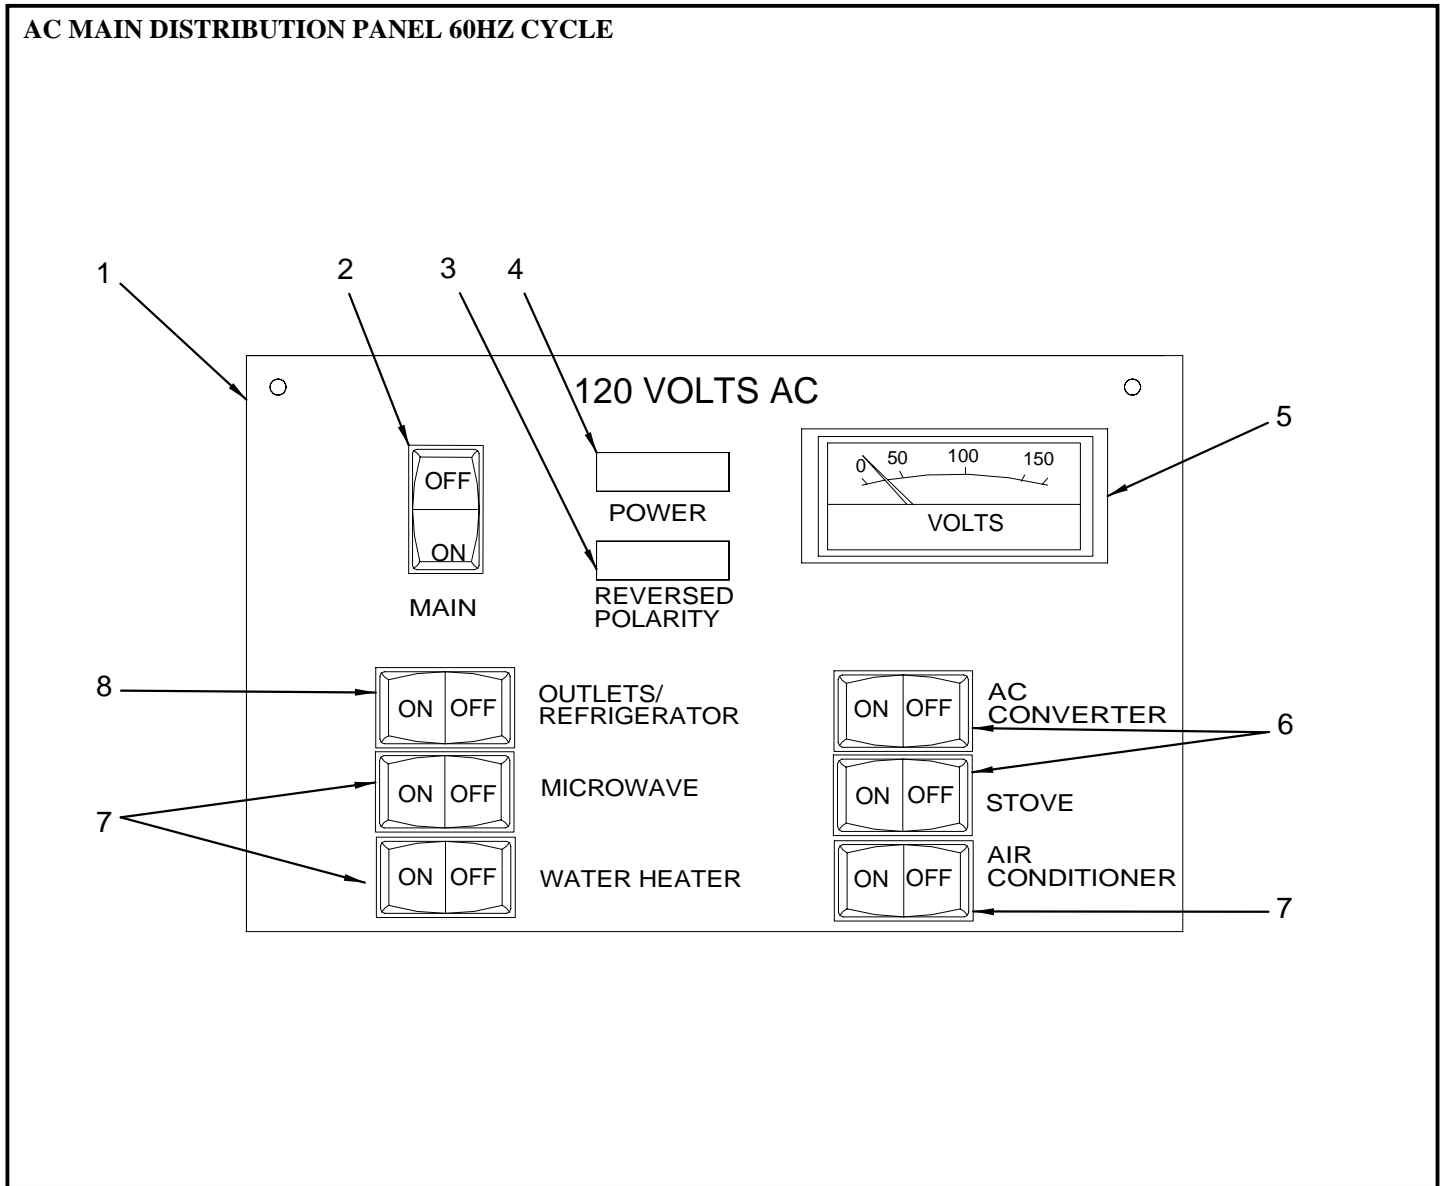 AC MAIN DISTRIBUTION PANEL 60HZ CYCLE
1
2
3
4
120 VOLTS AC
5
OFF
ON
MAIN
POWER
REVERSED
POLARITY
0 50 100 150
VOLTS
8
ON OFF
OUTLETS/
REFRIGERATOR
ON OFF
AC
CONVERTER
6
7
ON OFF
MICROWAVE
ON OFF
STOVE
ON OFF
WATER HEATER
ON OFF
AIR
CONDITIONER
7